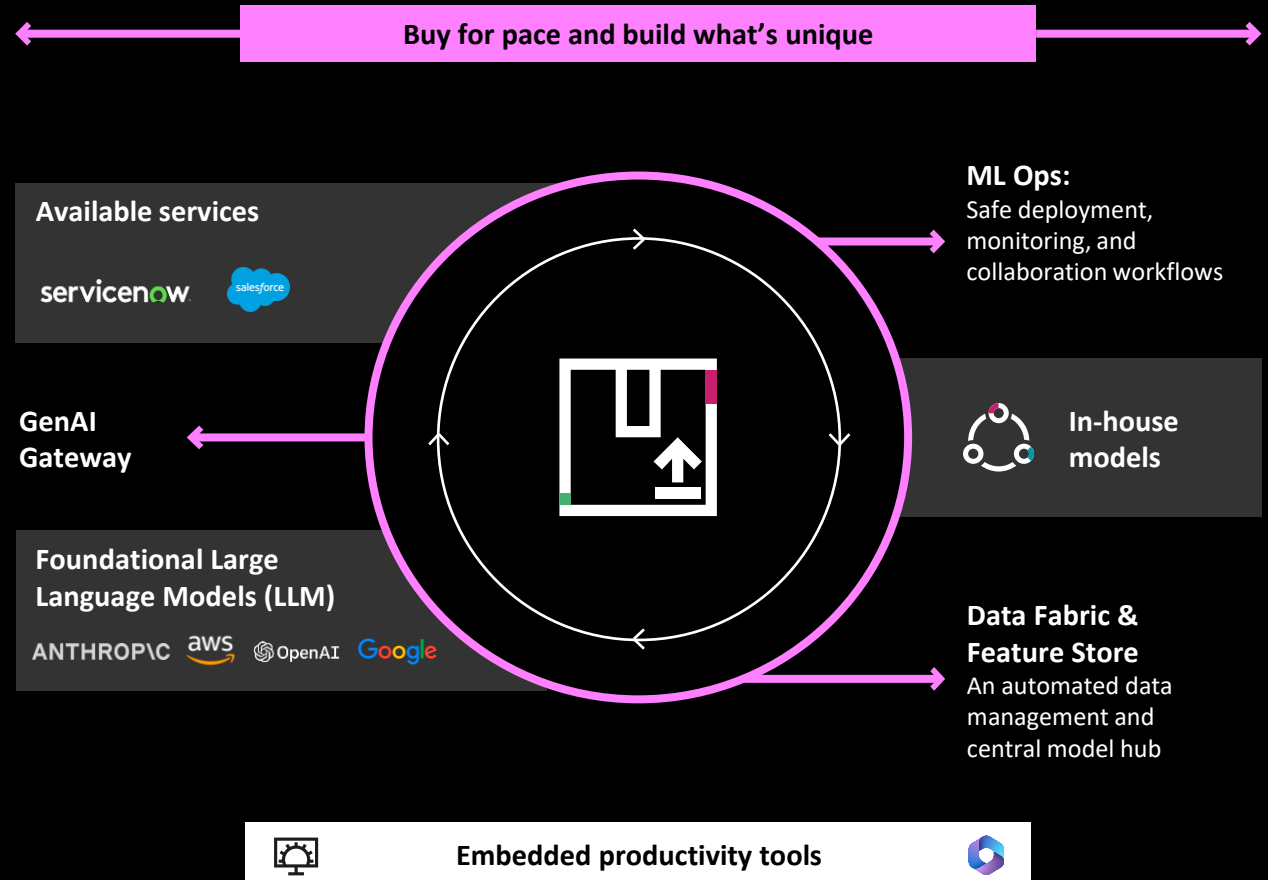 Buy for pace and build what's unique
Available services
servicenow
salesforce
GenAI
Gateway
Foundational Large
Language Models (LLM)
ANTHROP\C
aws
OpenAI
Google
ML Ops:
Safe deployment,
monitoring, and
collaboration workflows
In-house
models
Data Fabric &
Feature Store
An automated data
management and
central model hub
Embedded productivity tools